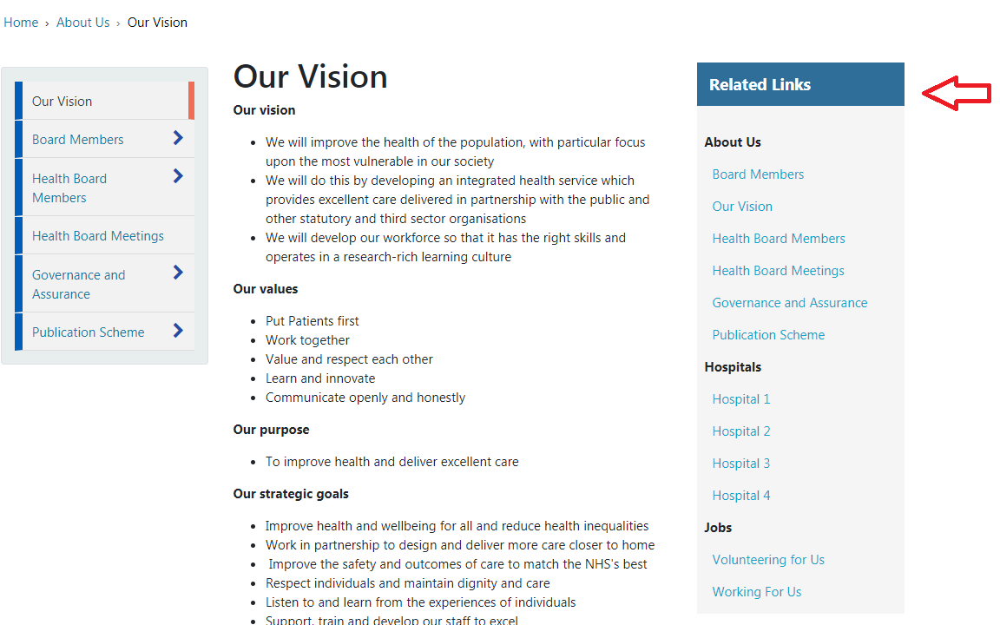 Home › About Us › Our Vision
Our Vision
Board Members
Health Board
Members
Health Board Meetings
Governance and
Assurance
Publication Scheme
Our Vision
Our vision
• We will improve the health of the population, with particular focus
upon the most vulnerable in our society
• We will do this by developing an integrated health service which
provides excellent care delivered in partnership with the public and
other statutory and third sector organisations
• We will develop our workforce so that it has the right skills and
operates in a research-rich learning culture
Our values
• Put Patients first
• Work together
• Value and respect each other
• Learn and innovate
• Communicate openly and honestly
Our purpose
• To improve health and deliver excellent care
Our strategic goals
• Improve health and wellbeing for all and reduce health inequalities
• Work in partnership to design and deliver more care closer to home
• Improve the safety and outcomes of care to match the NHS's best
• Respect individuals and maintain dignity and care
• Listen to and learn from the experiences of individuals
• Support, train and develop our staff to excel
Related Links
About Us
Board Members
Our Vision
Health Board Members
Health Board Meetings
Governance and Assurance
Publication Scheme
Hospitals
Hospital 1
Hospital 2
Hospital 3
Hospital 4
Jobs
Volunteering for Us
Working For Us